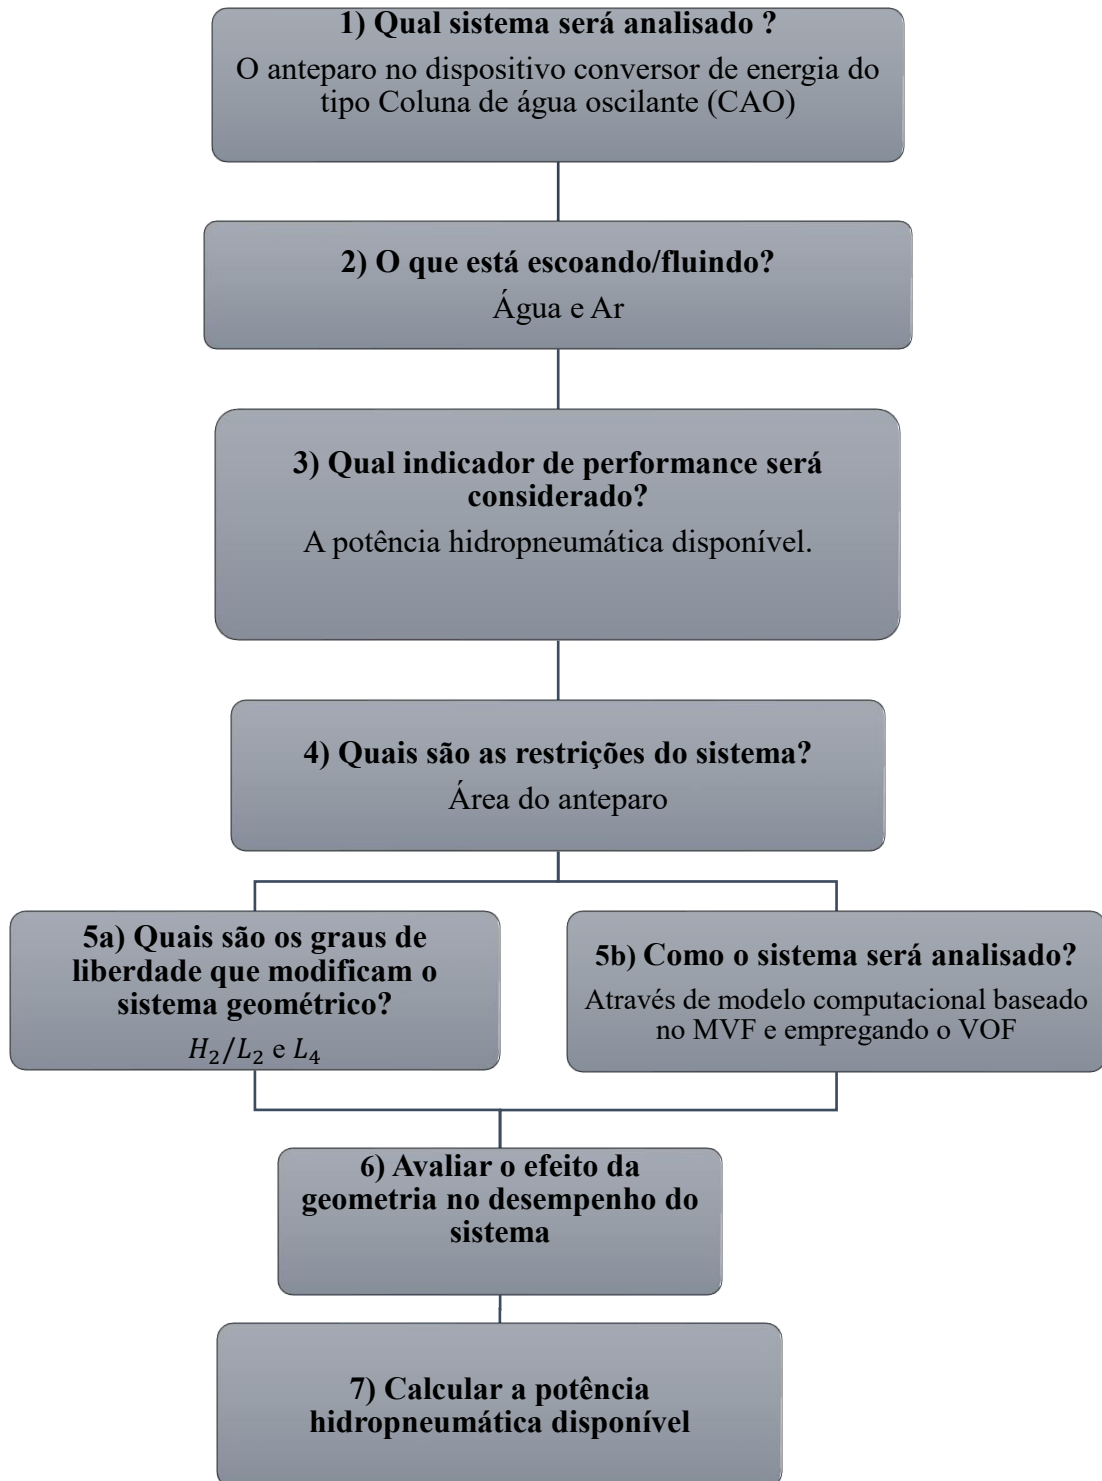 1) Qual sistema será analisado ?
O anteparo no dispositivo conversor de energia do
tipo Coluna de água oscilante (CAO)
2) O que está escoando/fluindo?
Água e Ar
3) Qual indicador de performance será
considerado?
A potência hidropneumática disponível.
4) Quais são as restrições do sistema?
Área do anteparo
5a) Quais são os graus de
liberdade que modificam o
sistema geométrico?
H₂/L₂ e L₄
5b) Como o sistema será analisado?
Através de modelo computacional baseado
no MVF e empregando o VOF
6) Avaliar o efeito da
geometria no desempenho do
sistema
7) Calcular a potência
hidropneumática disponível